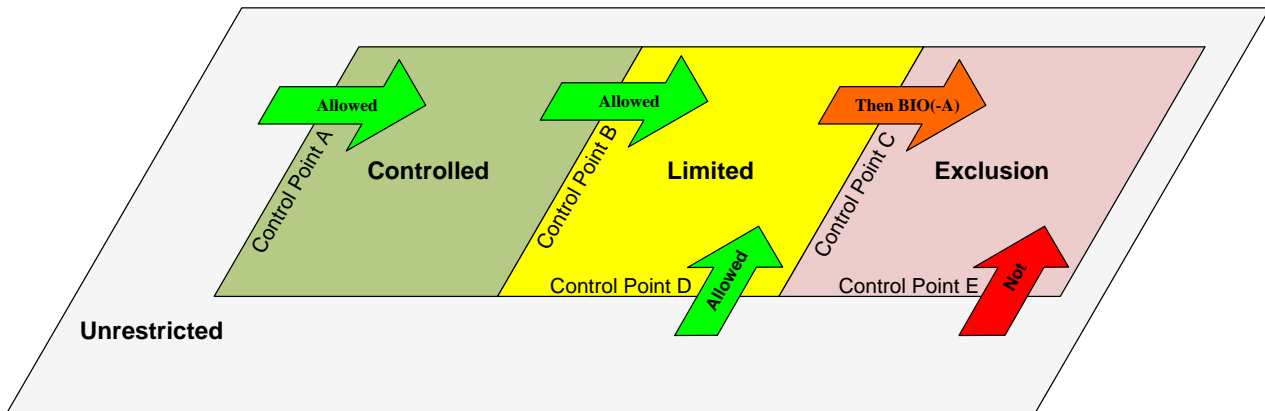 Allowed
Allowed
Then BIO(-A)
Control Point A
Control Point B
Control Point C
Controlled
Limited
Exclusion
Control Point D
Allowed
Control Point E
Not
Unrestricted